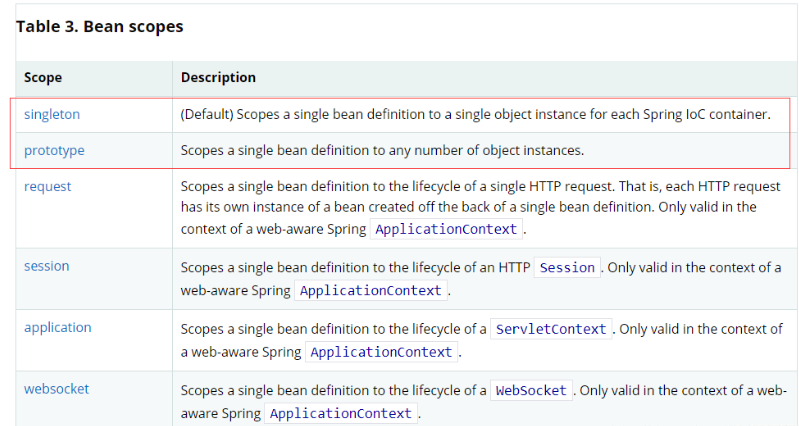 Table 3. Bean scopes
Scope Description
singleton (Default) Scopes a single bean definition to a single object instance for each Spring IoC container.
prototype Scopes a single bean definition to any number of object instances.
request Scopes a single bean definition to the lifecycle of a single HTTP request. That is, each HTTP request
has its own instance of a bean created off the back of a single bean definition. Only valid in the
context of a web-aware Spring ApplicationContext.
session Scopes a single bean definition to the lifecycle of an HTTP Session. Only valid in the context of a
web-aware Spring ApplicationContext.
application Scopes a single bean definition to the lifecycle of a ServletContext. Only valid in the context of
a web-aware Spring ApplicationContext.
websocket Scopes a single bean definition to the lifecycle of a WebSocket. Only valid in the context of a web-
aware Spring ApplicationContext.